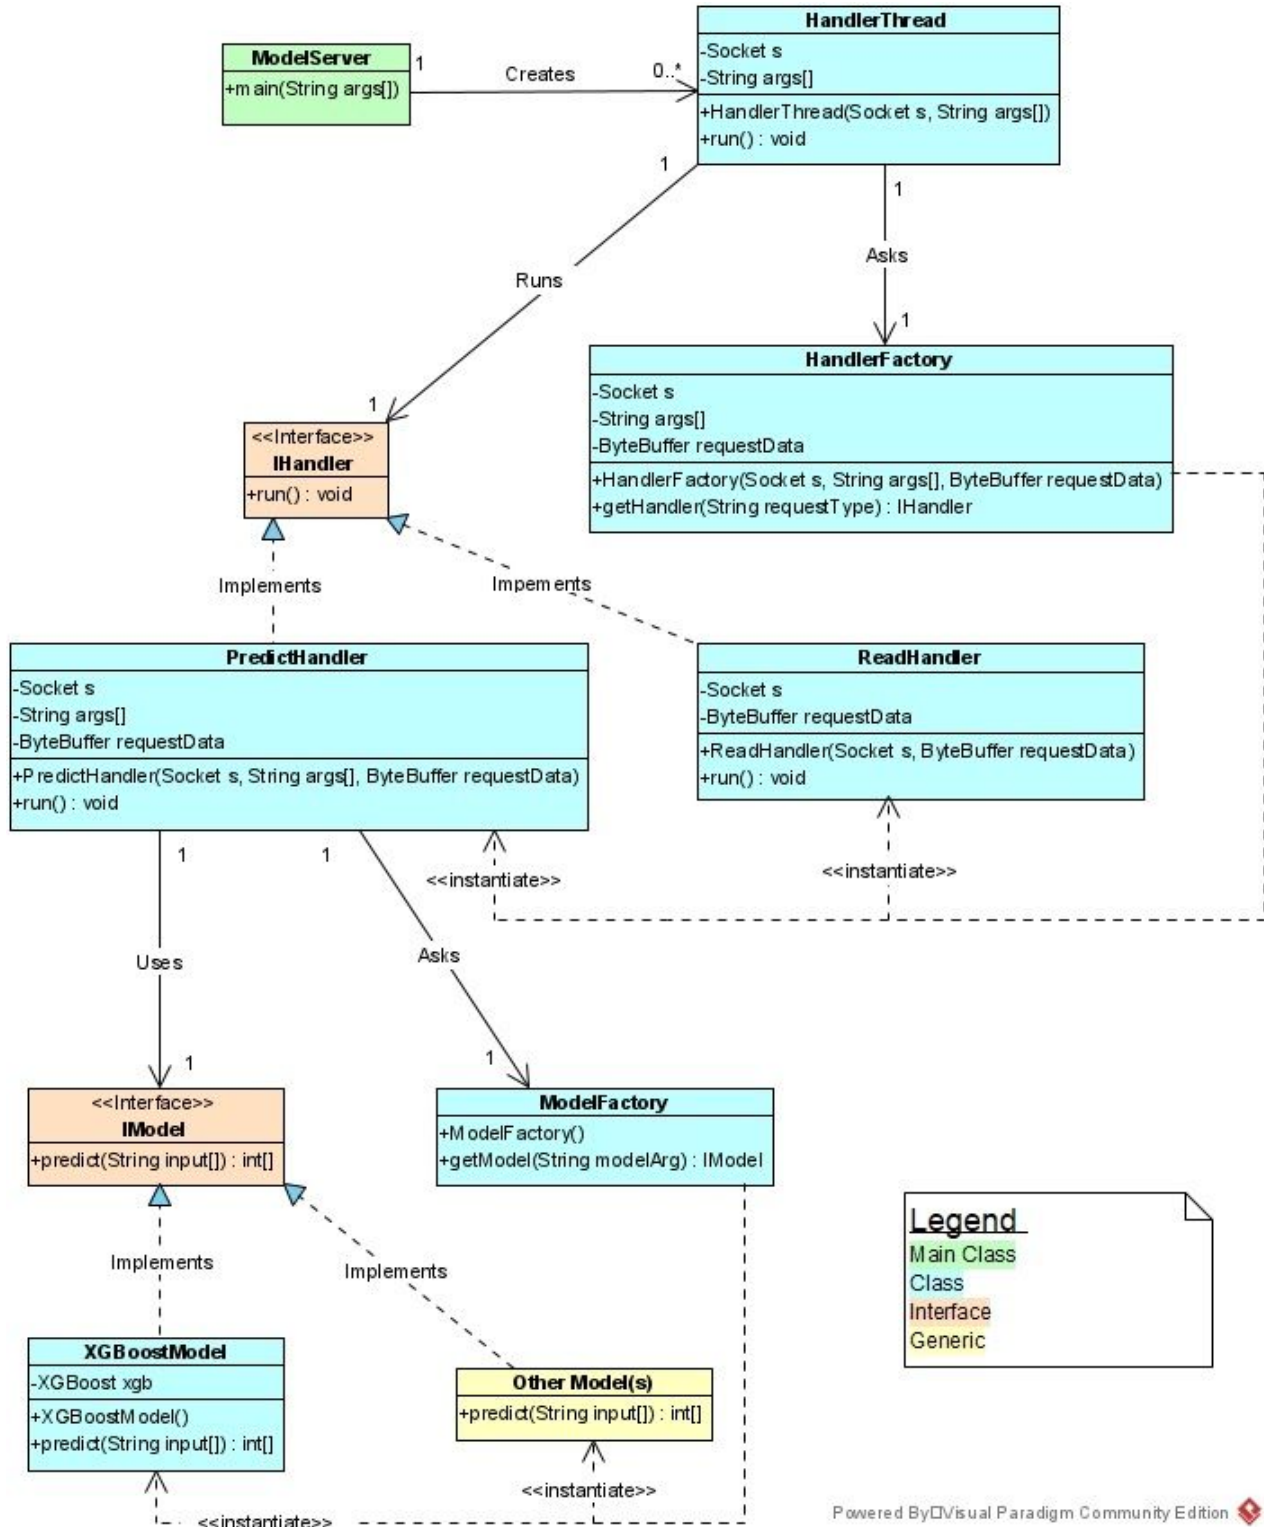 HandlerThread
-Socket s
-String args[]
+HandlerThread(Socket s, String args[])
+run() : void
ModelServer
+main(String args[])
1
Creates
0..*
1
1
Runs
Asks
1
1
HandlerFactory
-Socket s
-String args[]
-ByteBuffer requestData
+HandlerFactory(Socket s, String args[], ByteBuffer requestData)
+getHandler(String requestType) : IHandler
<<Interface>>
IHandler
+run() : void
Implements
Impements
PredictHandler
-Socket s
-String args[]
-ByteBuffer requestData
+PredictHandler(Socket s, String args[], ByteBuffer requestData)
+run() : void
ReadHandler
-Socket s
-ByteBuffer requestData
+ReadHandler(Socket s, ByteBuffer requestData)
+run() : void
1
1
<<instantiate>>
<<instantiate>>
Uses
Asks
1
1
<<Interface>>
IModel
+predict(String input[]) : int[]
ModelFactory
+ModelFactory()
+getModel(String modelArg) : IModel
Implements
Implements
XGBoostModel
-XGBoost xgb
+XGBoostModel()
+predict(String input[]) : int[]
Other Model(s)
+predict(String input[]) : int[]
<<instantiate>>
<<instantiate>>
Legend
Main Class
Class
Interface
Generic
Powered By□Visual Paradigm Community Edition